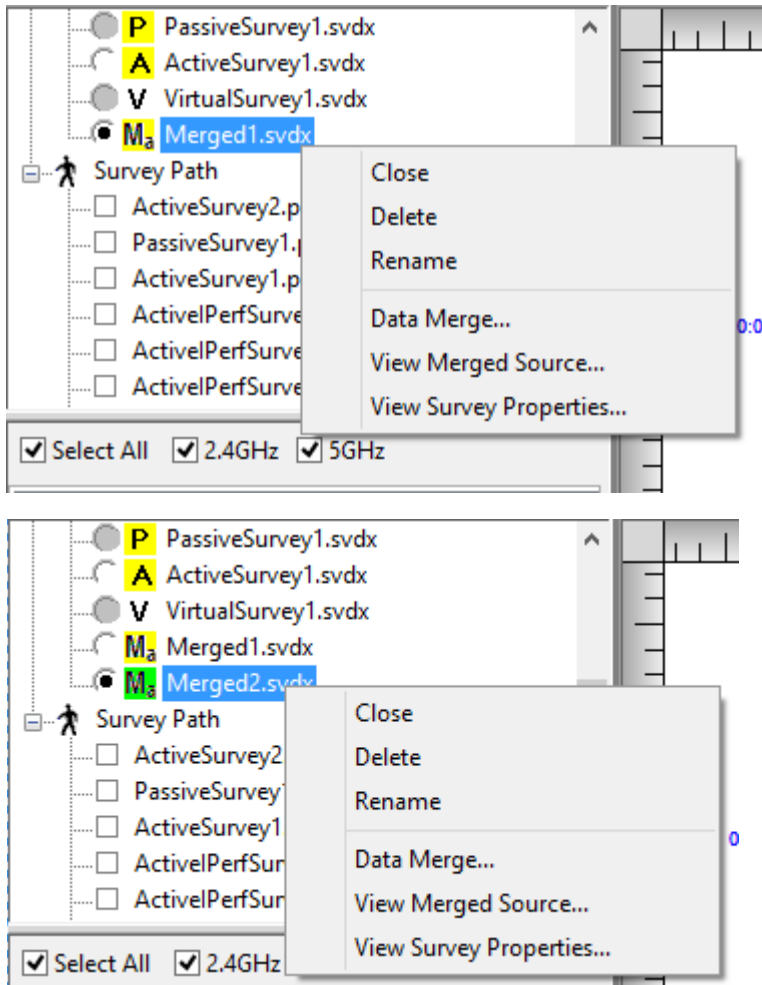 P PassiveSurvey1.svdx
A ActiveSurvey1.svdx
V VirtualSurvey1.svdx
Ma Merged1.svdx
Survey Path
ActiveSurvey2.p
PassiveSurvey1.p
ActiveSurvey1.p
ActiveIPerfSurve
ActiveIPerfSurve
ActiveIPerfSurve
Close
Delete
Rename
Data Merge...
View Merged Source...
View Survey Properties...
0:0
Select All 2.4GHz 5GHz
P PassiveSurvey1.svdx
A ActiveSurvey1.svdx
V VirtualSurvey1.svdx
Ma Merged1.svdx
Ma Merged2.svdx
Survey Path
ActiveSurvey2
PassiveSurvey1
ActiveSurvey1
ActiveIPerfSur
ActiveIPerfSur
Close
Delete
Rename
Data Merge...
View Merged Source...
View Survey Properties...
0
Select All 2.4GHz